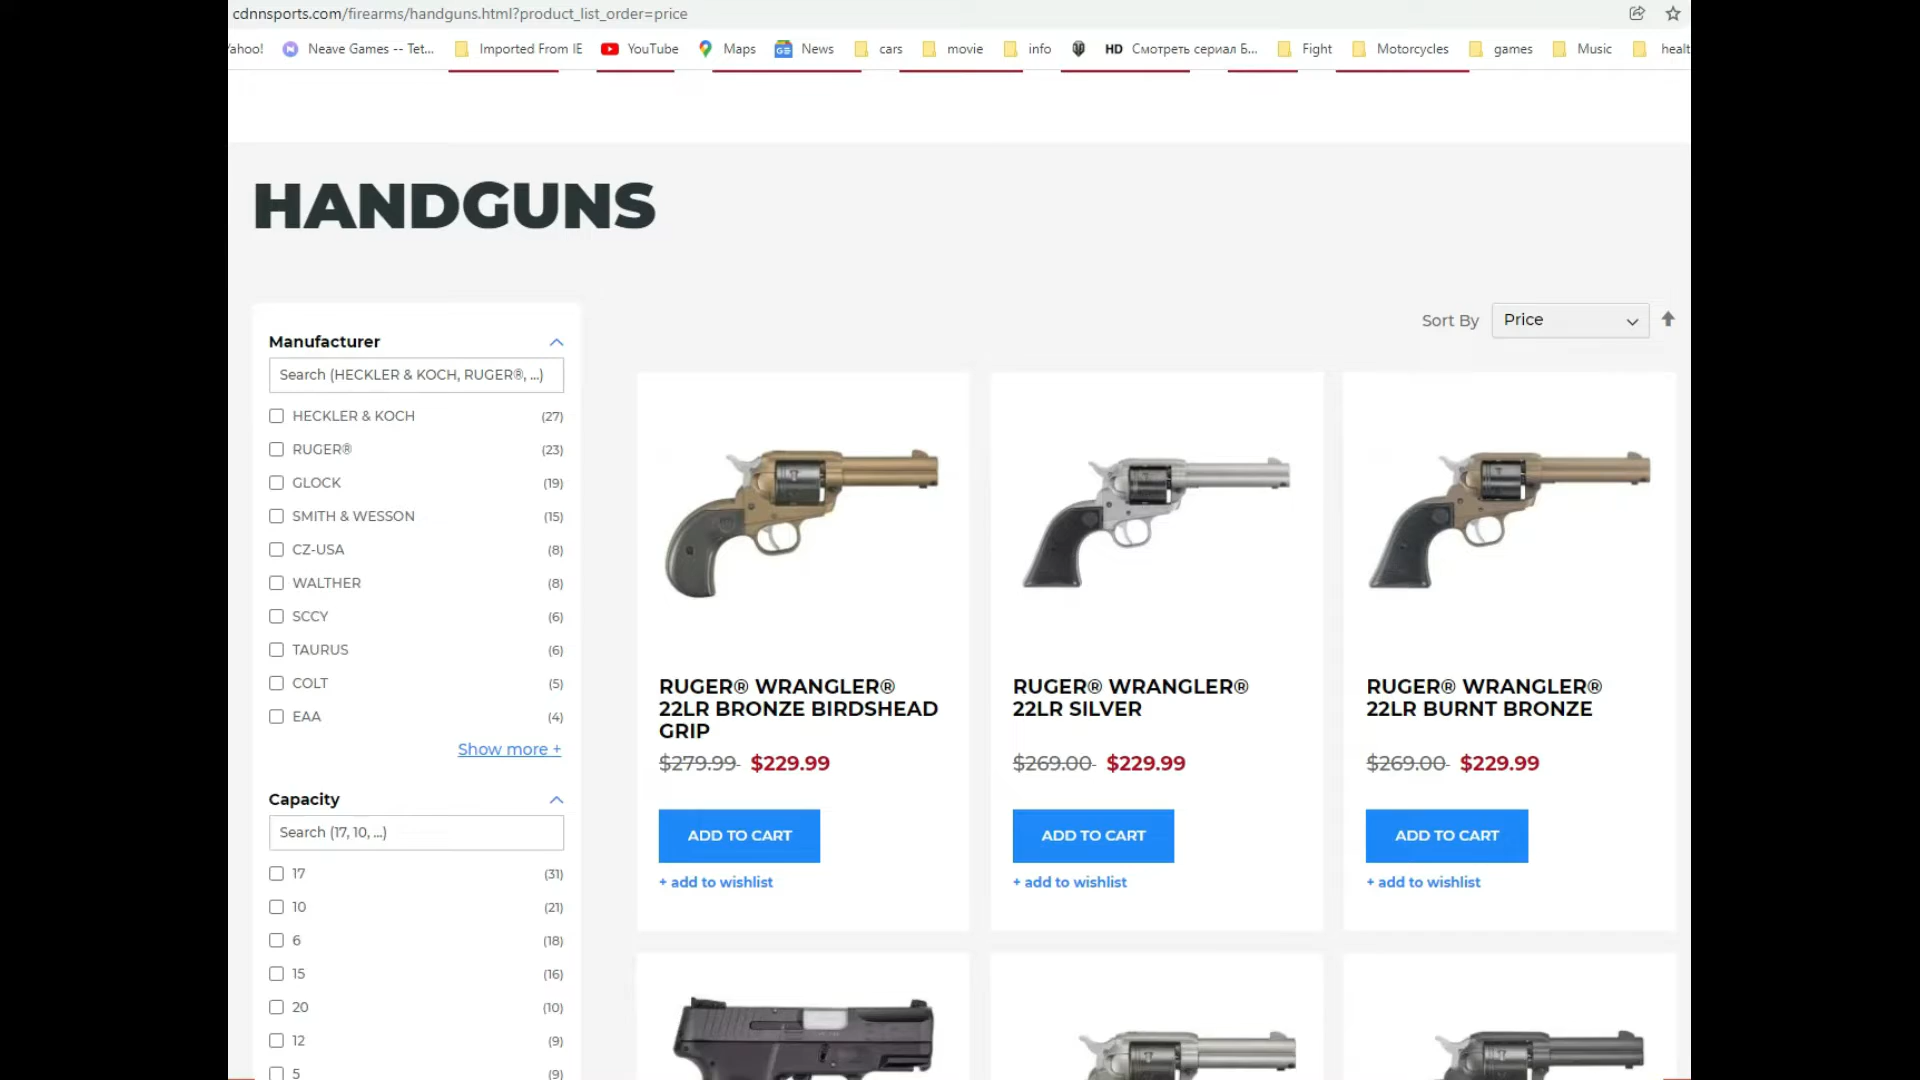 cdnnsports.com/firearms/handguns.html?product_list_order=price
Yahoo! Neave Games -- Tet... Imported From IE YouTube Maps News cars movie info HD Смотреть сериал Б... Fight Motorcycles games Music healt
HANDGUNS
Sort By Price
Manufacturer
Search (HECKLER & KOCH, RUGER®, ...)
HECKLER & KOCH (27)
RUGER® (23)
GLOCK (19)
SMITH & WESSON (15)
CZ-USA (8)
WALTHER (8)
SCCY (6)
TAURUS (6)
COLT (5)
EAA (4)
Show more +
Capacity
Search (17, 10, ...)
17 (31)
10 (21)
6 (18)
15 (16)
20 (10)
12 (9)
5 (9)
RUGER® WRANGLER®
22LR BRONZE BIRDSHEAD
GRIP
$279.99 $229.99
ADD TO CART
+ add to wishlist
RUGER® WRANGLER®
22LR SILVER
$269.00 $229.99
ADD TO CART
+ add to wishlist
RUGER® WRANGLER®
22LR BURNT BRONZE
$269.00 $229.99
ADD TO CART
+ add to wishlist